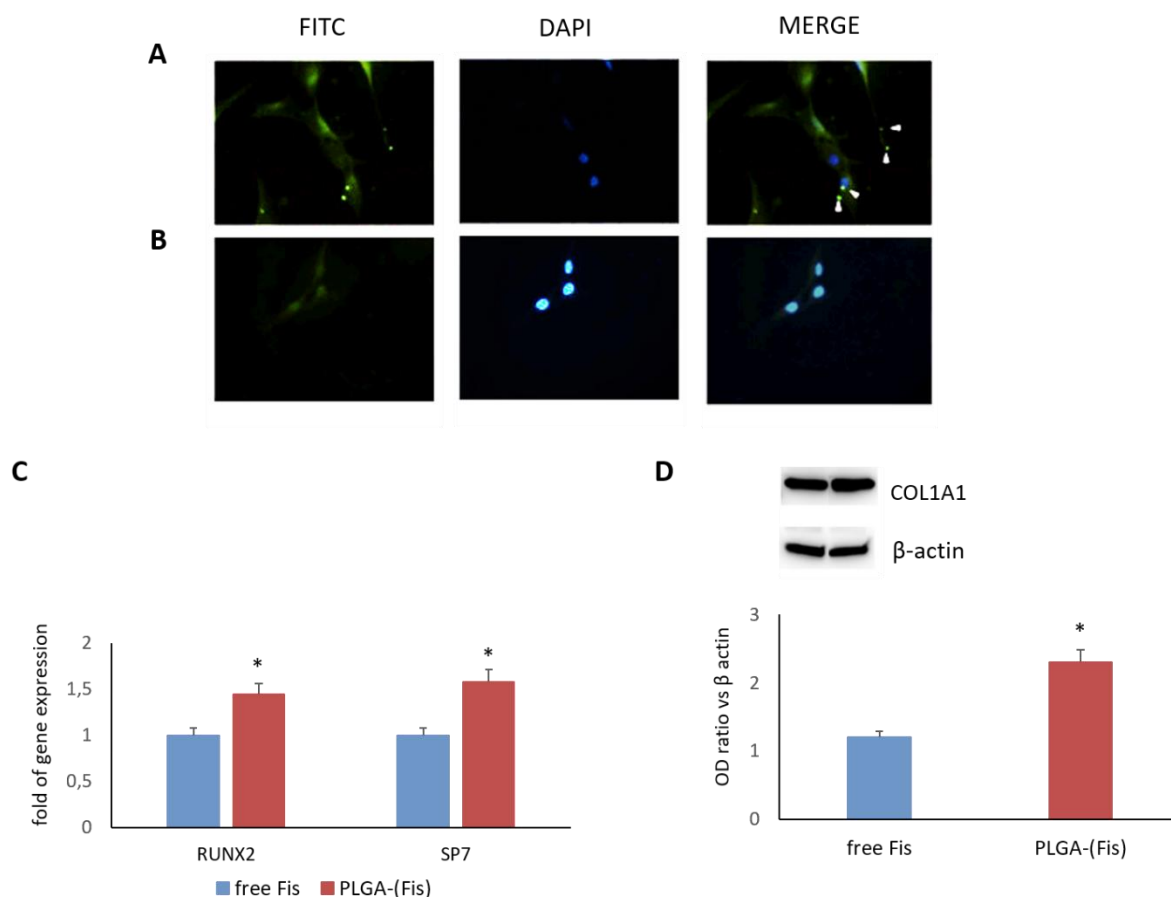 FITC DAPI MERGE
A
B
C
D
COL1A1
β-actin
fold of gene expression
2
1,5
1
0,5
0
*
*
RUNX2 SP7
free Fis PLGA-(Fis)
OD ratio vs β actin
3
2
1
0
*
free Fis PLGA-(Fis)